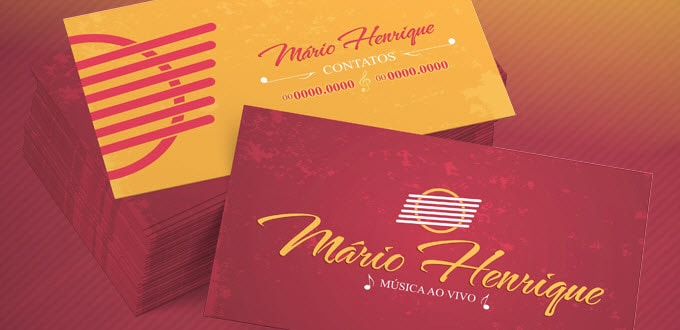 Mário Henrique
CONTATOS
00 0000.0000 00 0000.0000
Mário Henrique
MÚSICA AO VIVO